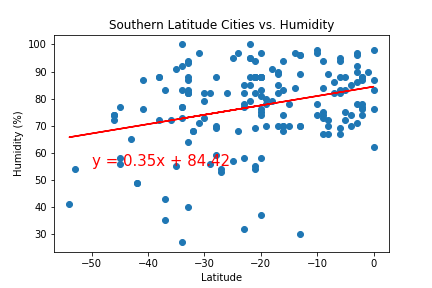 Southern Latitude Cities vs. Humidity
100
90
80
70
60
50
40
30
Humidity (%)
y = 0.35x + 84.42
−50 −40 −30 −20 −10 0
Latitude